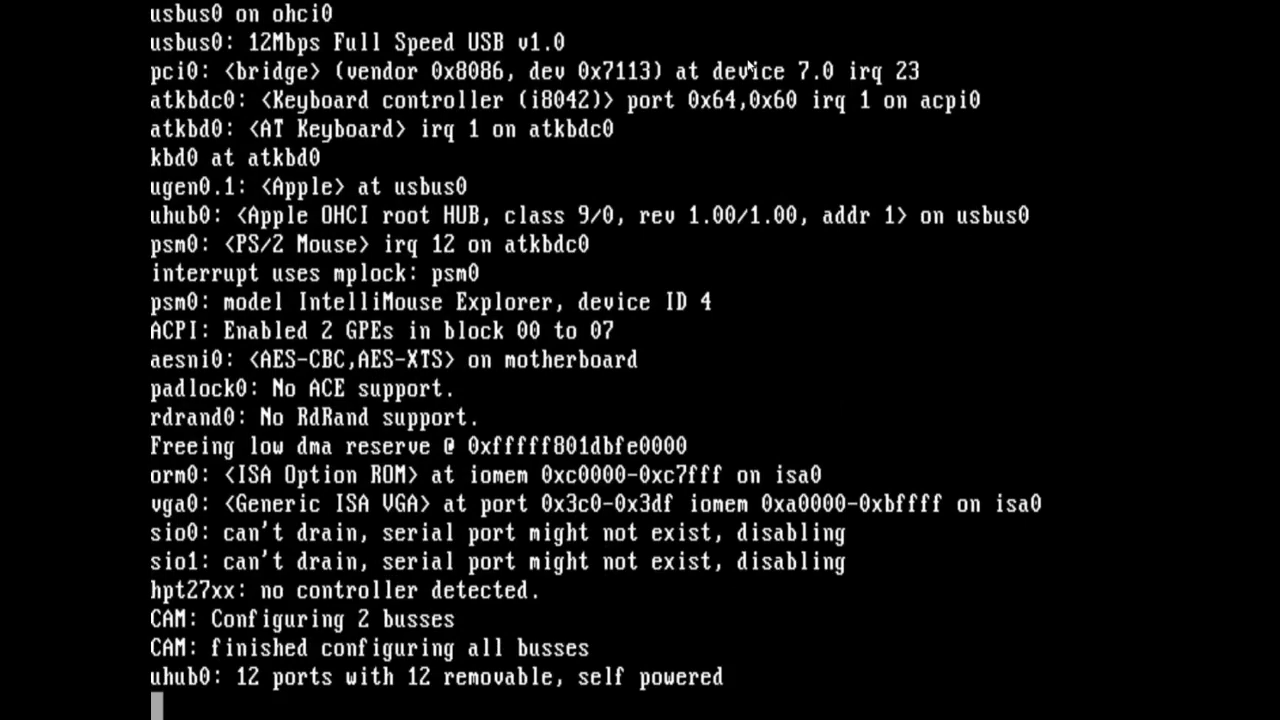 usbus0 on ohci0
usbus0: 12Mbps Full Speed USB v1.0
pci0: <bridge> (vendor 0x8086, dev 0x7113) at device 7.0 irq 23
atkbdc0: <Keyboard controller (i8042)> port 0x64,0x60 irq 1 on acpi0
atkbd0: <AT Keyboard> irq 1 on atkbdc0
kbd0 at atkbd0
ugen0.1: <Apple> at usbus0
uhub0: <Apple OHCI root HUB, class 9/0, rev 1.00/1.00, addr 1> on usbus0
psm0: <PS/2 Mouse> irq 12 on atkbdc0
interrupt uses mplock: psm0
psm0: model IntelliMouse Explorer, device ID 4
ACPI: Enabled 2 GPEs in block 00 to 07
aesni0: <AES-CBC,AES-XTS> on motherboard
padlock0: No ACE support.
rdrand0: No RdRand support.
Freeing low dma reserve @ 0xfffff801dbfe0000
orm0: <ISA Option ROM> at iomem 0xc0000-0xc7fff on isa0
vga0: <Generic ISA VGA> at port 0x3c0-0x3df iomem 0xa0000-0xbffff on isa0
sio0: can't drain, serial port might not exist, disabling
sio1: can't drain, serial port might not exist, disabling
hpt27xx: no controller detected.
CAM: Configuring 2 busses
CAM: finished configuring all busses
uhub0: 12 ports with 12 removable, self powered